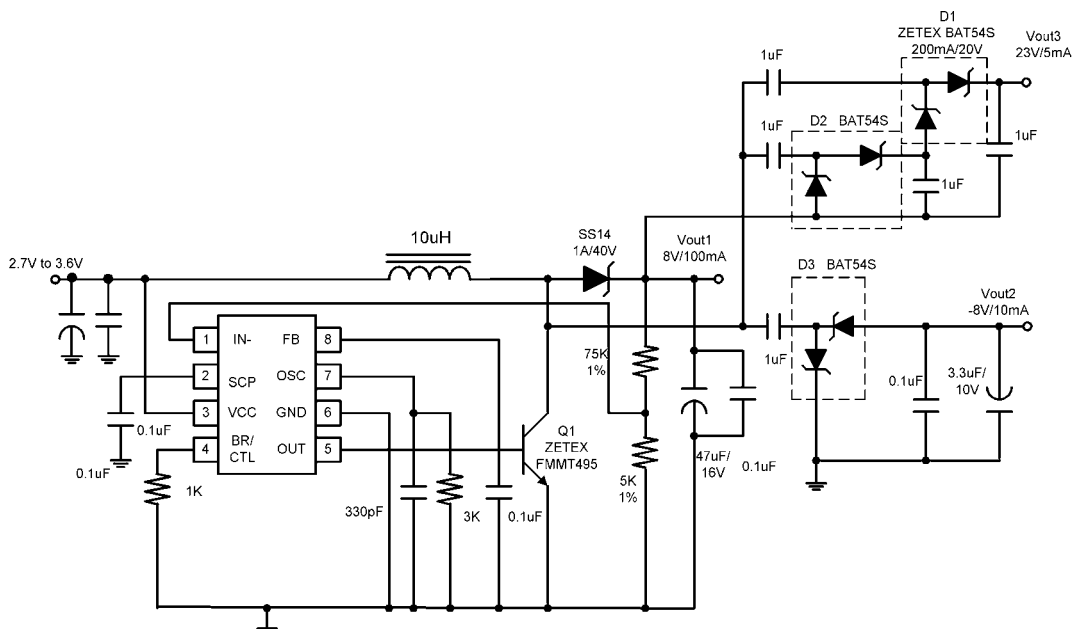 D1
ZETEX BAT54S
200mA/20V
Vout3
23V/5mA
1uF
1uF
D2 BAT54S
1uF
1uF
10uH
SS14
1A/40V
Vout1
8V/100mA
2.7V to 3.6V
D3 BAT54S
Vout2
-8V/10mA
1 IN- FB 8
2 SCP OSC 7
3 VCC GND 6
4 BR/
CTL OUT 5
75K
1%
1uF
0.1uF
3.3uF/
10V
0.1uF
0.1uF
1K
Q1
ZETEX
FMMT495
47uF/
16V
0.1uF
5K
1%
330pF
3K
0.1uF